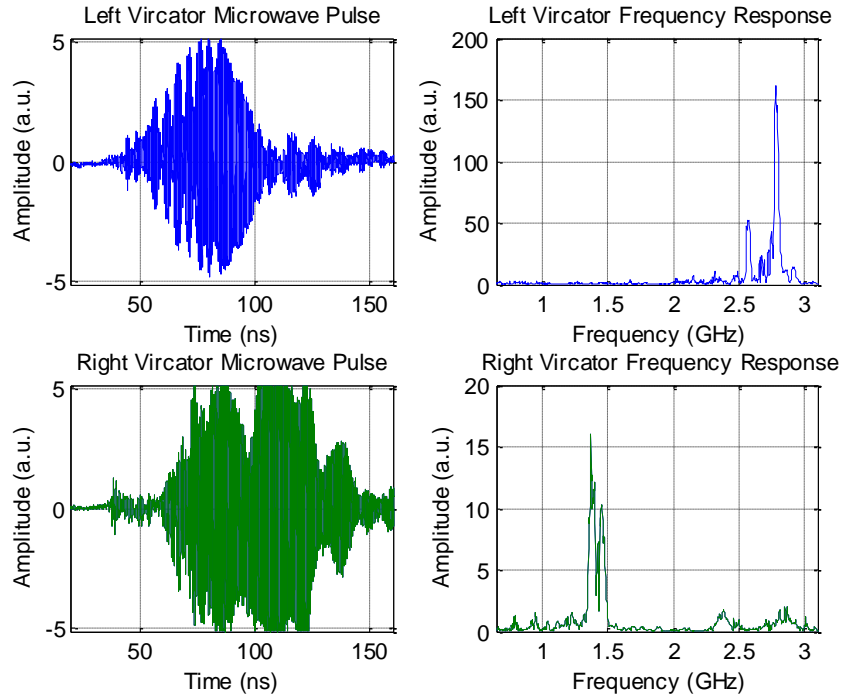 Left Vircator Microwave Pulse
Amplitude (a.u.)
5
0
-5
50
100
150
Time (ns)
Left Vircator Frequency Response
Amplitude (a.u.)
200
150
100
50
0
1
1.5
2
2.5
3
Frequency (GHz)
Right Vircator Microwave Pulse
Amplitude (a.u.)
5
0
-5
50
100
150
Time (ns)
Right Vircator Frequency Response
Amplitude (a.u.)
20
15
10
5
0
1
1.5
2
2.5
3
Frequency (GHz)